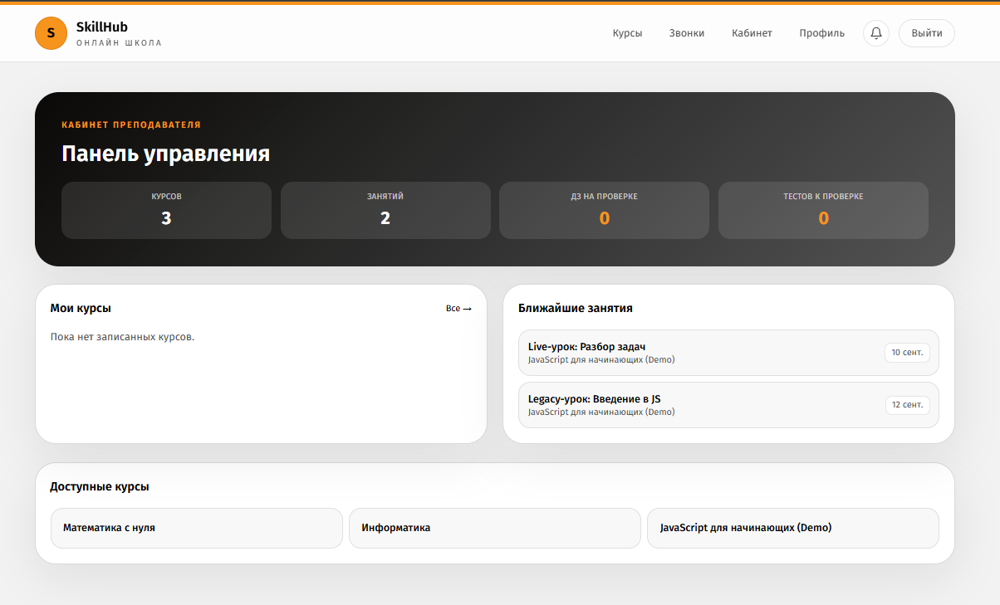 S
SkillHub
ОНЛАЙН ШКОЛА
Курсы
Звонки
Кабинет
Профиль
Выйти
КАБИНЕТ ПРЕПОДАВАТЕЛЯ
Панель управления
КУРСОВ
3
ЗАНЯТИЙ
2
ДЗ НА ПРОВЕРКЕ
0
ТЕСТОВ К ПРОВЕРКЕ
0
Мои курсы
Все →
Пока нет записанных курсов.
Ближайшие занятия
Live-урок: Разбор задач
JavaScript для начинающих (Demo)
10 сент.
Legacy-урок: Введение в JS
JavaScript для начинающих (Demo)
12 сент.
Доступные курсы
Математика с нуля
Информатика
JavaScript для начинающих (Demo)